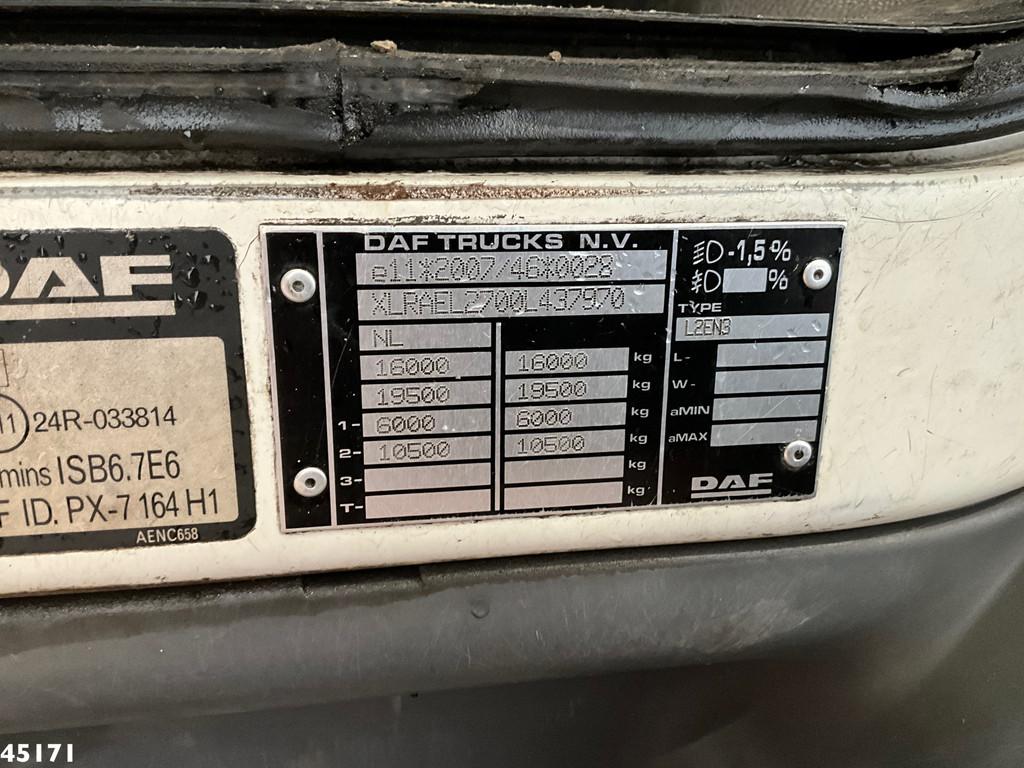 DAF
11 24R-033814
mins ISB6.7E6
F ID. PX-7 164 H1
AENC658
DAF TRUCKS N.V.
e11*2007/46*0028
XLRAEL2700L437970
NL
16000 16000 kg
19500 19500 kg
1- 6000 6000 kg
2- 10500 10500 kg
3- kg
T- kg
-1,5%
%
TYPE
L2EN3
L-
W-
aMIN
aMAX
DAF
45171